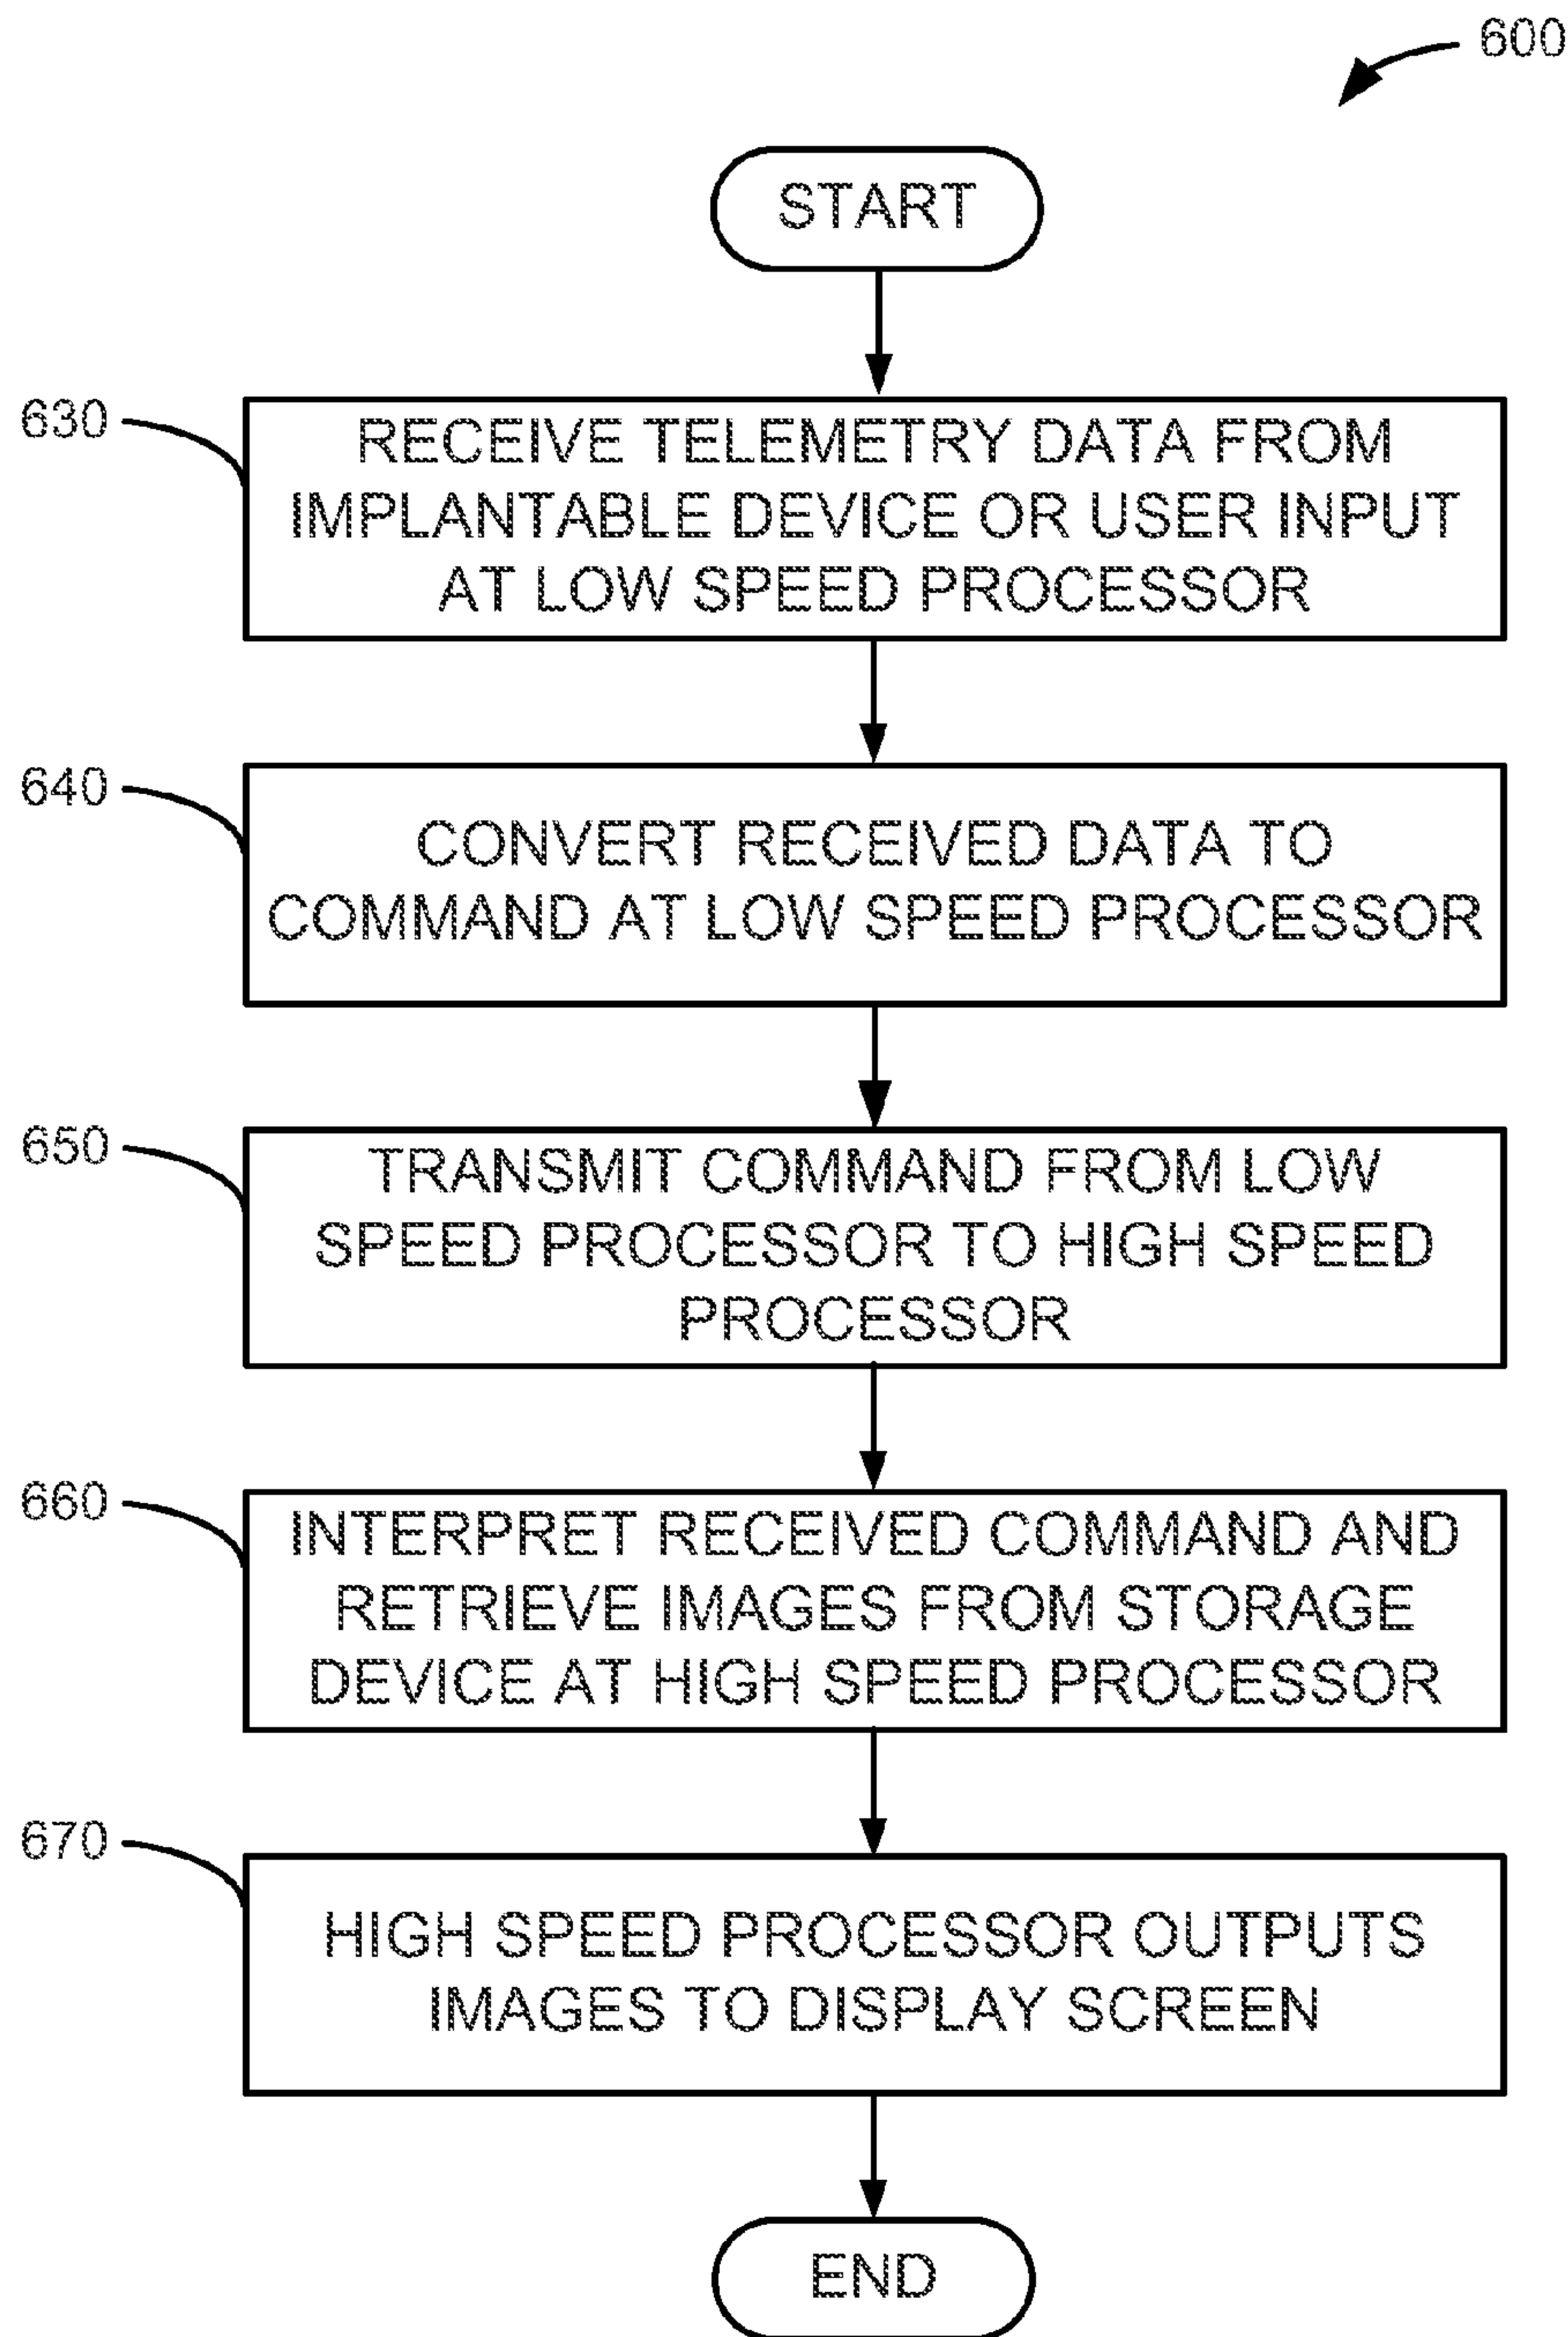 600
START
630
RECEIVE TELEMETRY DATA FROM
IMPLANTABLE DEVICE OR USER INPUT
AT LOW SPEED PROCESSOR
640
CONVERT RECEIVED DATA TO
COMMAND AT LOW SPEED PROCESSOR
650
TRANSMIT COMMAND FROM LOW
SPEED PROCESSOR TO HIGH SPEED
PROCESSOR
660
INTERPRET RECEIVED COMMAND AND
RETRIEVE IMAGES FROM STORAGE
DEVICE AT HIGH SPEED PROCESSOR
670
HIGH SPEED PROCESSOR OUTPUTS
IMAGES TO DISPLAY SCREEN
END